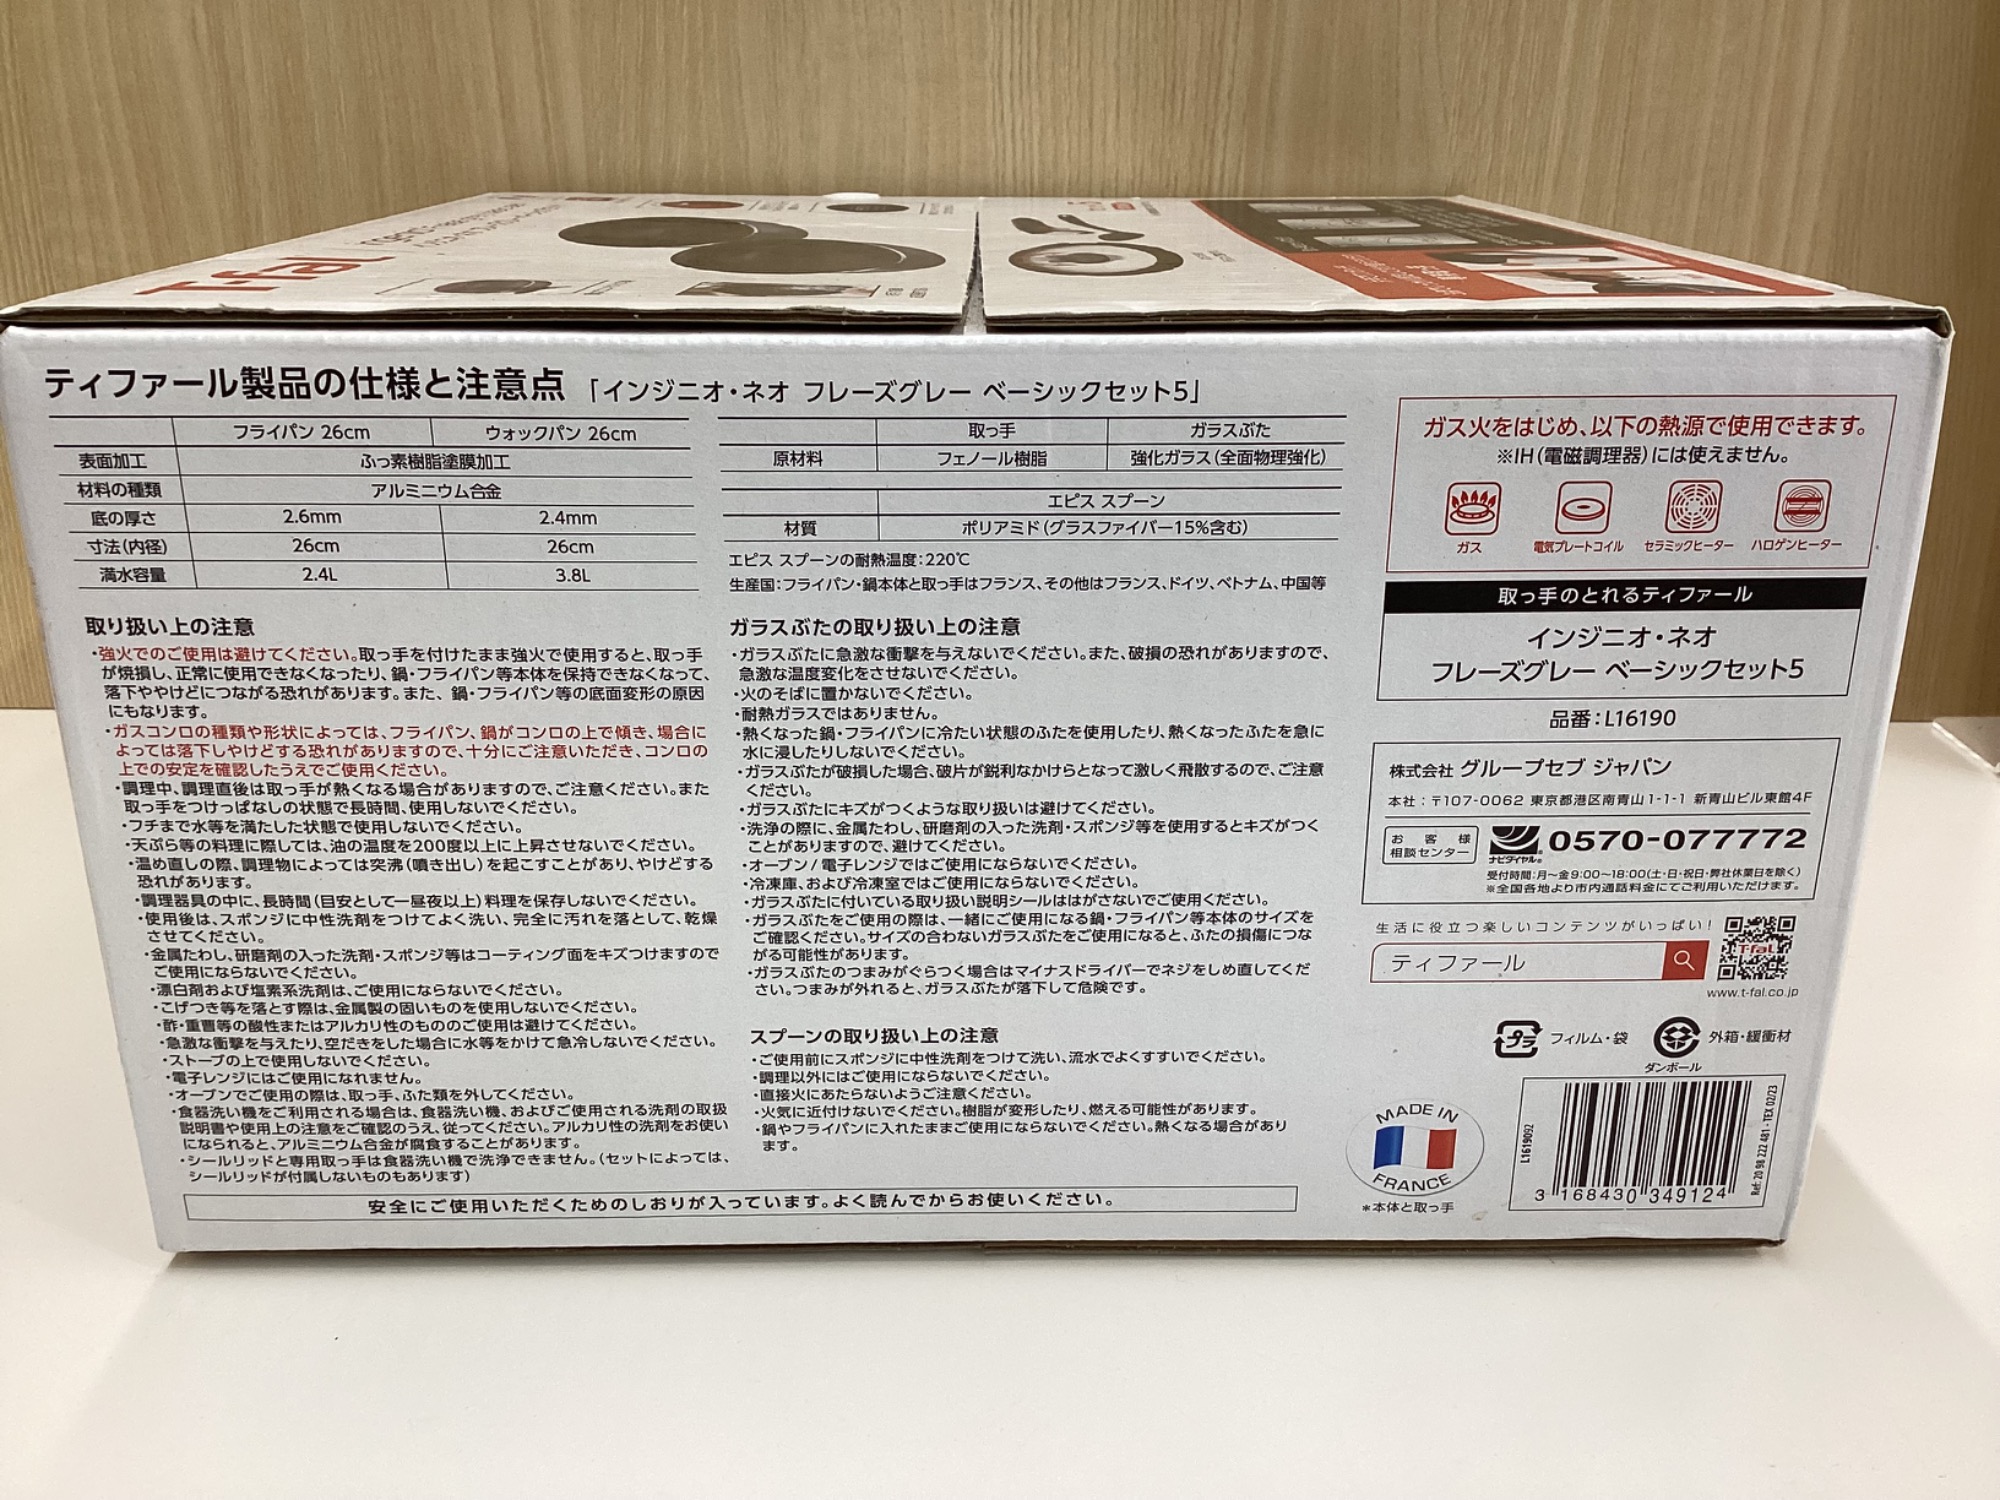 T-fal
ティファール製品の仕様と注意点 「インジニオ・ネオ フレーズグレー ベーシックセット5」
フライパン 26cm ウォックパン 26cm
表面加工 ふっ素樹脂塗膜加工
材料の種類 アルミニウム合金
底の厚さ 2.6mm 2.4mm
寸法(内径) 26cm 26cm
満水容量 2.4L 3.8L
取っ手 ガラスぶた
原材料 フェノール樹脂 強化ガラス(全面物理強化)
エピス スプーン
材質 ポリアミド(グラスファイバー15%含む)
エピス スプーンの耐熱温度:220℃
生産国:フライパン・鍋本体と取っ手はフランス、その他はフランス、ドイツ、ベトナム、中国等
取り扱い上の注意
・強火でのご使用は避けてください。取っ手を付けたまま強火で使用すると、取っ手
が焼損し、正常に使用できなくなったり、鍋・フライパン等本体を保持できなくなって、
落下ややけどにつながる恐れがあります。また、鍋・フライパン等の底面変形の原因
にもなります。
・ガスコンロの種類や形状によっては、フライパン、鍋がコンロの上で傾き、場合に
よっては落下しやけどする恐れがありますので、十分にご注意いただき、コンロの
上での安定を確認したうえでご使用ください。
・調理中、調理直後は取っ手が熱くなる場合がありますので、ご注意ください。また
取っ手をつけっぱなしの状態で長時間、使用しないでください。
・フチまで水等を満たした状態で使用しないでください。
・天ぷら等の料理に際しては、油の温度を200度以上に上昇させないでください。
・温め直しの際、調理物によっては突沸(噴き出し)を起こすことがあり、やけどする
恐れがあります。
・調理器具の中に、長時間(目安として一昼夜以上)料理を保存しないでください。
・使用後は、スポンジに中性洗剤をつけてよく洗い、完全に汚れを落として、乾燥
させてください。
・金属たわし、研磨剤の入った洗剤・スポンジ等はコーティング面をキズつけますので
ご使用にならないでください。
・漂白剤および塩素系洗剤は、ご使用にならないでください。
・こげつき等を落とす際は、金属製の固いものを使用しないでください。
・酢・重曹等の酸性またはアルカリ性のもののご使用は避けてください。
・急激な衝撃を与えたり、空だきをした場合に水等をかけて急冷しないでください。
・ストーブの上で使用しないでください。
・電子レンジにはご使用になれません。
・オーブンでご使用の際は、取っ手、ふた類を外してください。
・食器洗い機をご利用される場合は、食器洗い機、およびご使用される洗剤の取扱
説明書や使用上の注意をご確認のうえ、従ってください。アルカリ性の洗剤をお使い
になられると、アルミニウム合金が腐食することがあります。
・シールリッドと専用取っ手は食器洗い機で洗浄できません。(セットによっては、
シールリッドが付属しないものもあります)
ガラスぶたの取り扱い上の注意
・ガラスぶたに急激な衝撃を与えないでください。また、破損の恐れがありますので、
急激な温度変化をさせないでください。
・火のそばに置かないでください。
・耐熱ガラスではありません。
・熱くなった鍋・フライパンに冷たい状態のふたを使用したり、熱くなったふたを急に
水に浸したりしないでください。
・ガラスぶたが破損した場合、破片が鋭利なかけらとなって激しく飛散するので、ご注意
ください。
・ガラスぶたにキズがつくような取り扱いは避けてください。
・洗浄の際に、金属たわし、研磨剤の入った洗剤・スポンジ等を使用するとキズがつく
ことがありますので、避けてください。
・オーブン/電子レンジではご使用にならないでください。
・冷凍庫、および冷凍室ではご使用にならないでください。
・ガラスぶたに付いている取り扱い説明シールははがさないでご使用ください。
・ガラスぶたをご使用の際は、一緒にご使用になる鍋・フライパン等本体のサイズを
ご確認ください。サイズの合わないガラスぶたをご使用になると、ふたの損傷につな
がる可能性があります。
・ガラスぶたのつまみがぐらつく場合はマイナスドライバーでネジをしめ直してくだ
さい。つまみが外れると、ガラスぶたが落下して危険です。
スプーンの取り扱い上の注意
・ご使用前にスポンジに中性洗剤をつけて洗い、流水でよくすすいでください。
・調理以外にはご使用にならないでください。
・直接火にあたらないようご注意ください。
・火気に近付けないでください。樹脂が変形したり、燃える可能性があります。
・鍋やフライパンに入れたままご使用にならないでください。熱くなる場合があり
ます。
安全にご使用いただくためのしおりが入っています。よく読んでからお使いください。
ガス火をはじめ、以下の熱源で使用できます。
※IH(電磁調理器)には使えません。
ガス 電気プレートコイル セラミックヒーター ハロゲンヒーター
取っ手のとれるティファール
インジニオ・ネオ
フレーズグレー ベーシックセット5
品番:L16190
株式会社 グループセブ ジャパン
本社:〒107-0062 東京都港区南青山1-1-1 新青山ビル東館4F
お客様
相談センター
ナビダイヤル®
0570-077772
受付時間:月〜金9:00〜18:00(土・日・祝日・弊社休業日を除く)
※全国各地より市内通話料金にてご利用いただけます。
生活に役立つ楽しいコンテンツがいっぱい!
ティファール
T-fal
www.t-fal.co.jp
プラ フィルム・袋 外箱・緩衝材
ダンボール
MADE IN
FRANCE
*本体と取っ手
L1619092
3 168430 349124
Ref: 20 98 222 481 - TEX 02/23